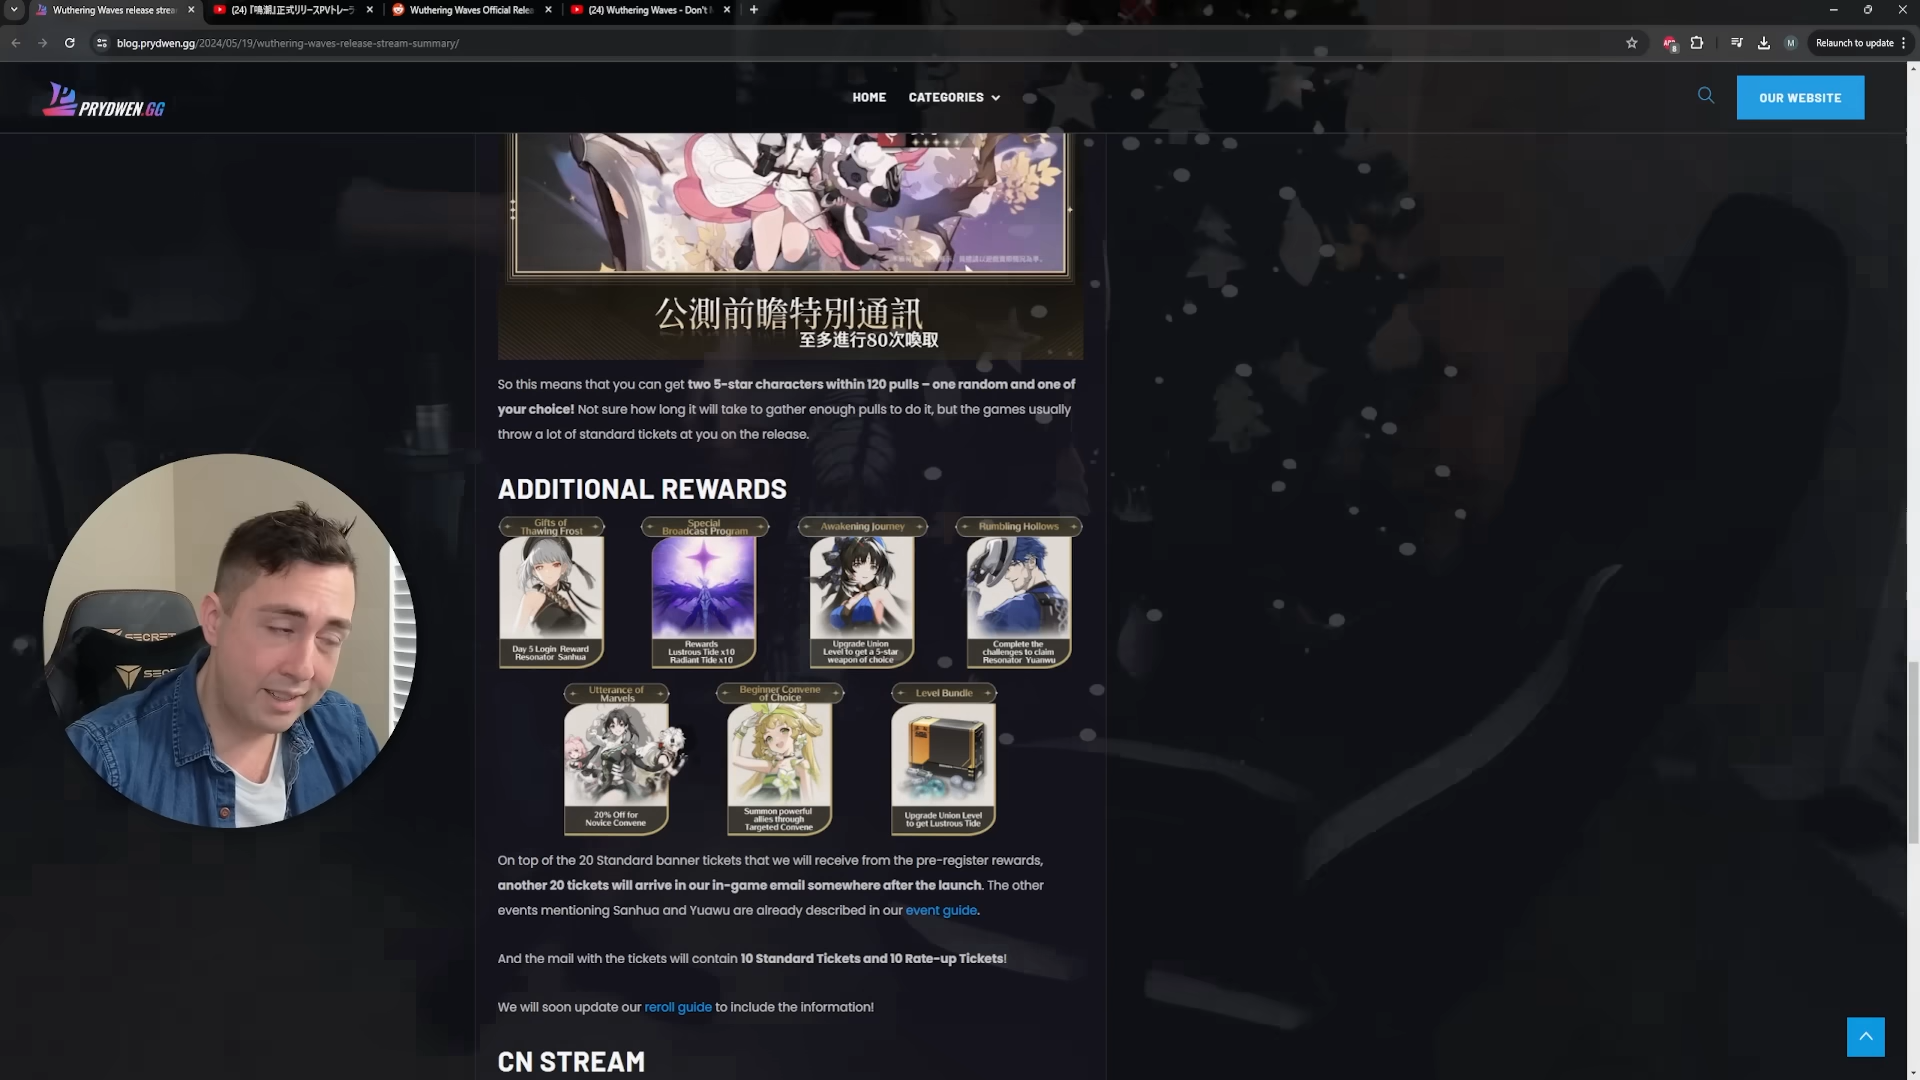 Wuthering Waves release strea
(24) 『鳴潮』正式リリースPVトレーラ
Wuthering Waves Official Relea
(24) Wuthering Waves - Don't
blog.prydwen.gg/2024/05/19/wuthering-waves-release-stream-summary/
8
M
Relaunch to update
PRYDWEN.GG
HOME
CATEGORIES
OUR WEBSITE
公測前瞻特別通訊
至多進行80次喚取
So this means that you can get two 5-star characters within 120 pulls – one random and one of
your choice! Not sure how long it will take to gather enough pulls to do it, but the games usually
throw a lot of standard tickets at you on the release.
ADDITIONAL REWARDS
Gifts of
Thawing Frost
Day 5 Login Reward
Resonator Sanhua
Special
Broadcast Program
Rewards
Lustrous Tide x10
Radiant Tide x10
Awakening Journey
Upgrade Union
Level to get a 5-star
weapon of choice
Rumbling Hollows
Complete the
challenges to claim
Resonator Yuanwu
Utterance of
Marvels
20% Off for
Novice Convene
Beginner Convene
of Choice
Summon powerful
allies through
Targeted Convene
Level Bundle
Upgrade Union Level
to get Lustrous Tide
SECRET
SEC
On top of the 20 Standard banner tickets that we will receive from the pre-register rewards,
another 20 tickets will arrive in our in-game email somewhere after the launch. The other
events mentioning Sanhua and Yuawu are already described in our event guide.
And the mail with the tickets will contain 10 Standard Tickets and 10 Rate-up Tickets!
We will soon update our reroll guide to include the information!
CN STREAM